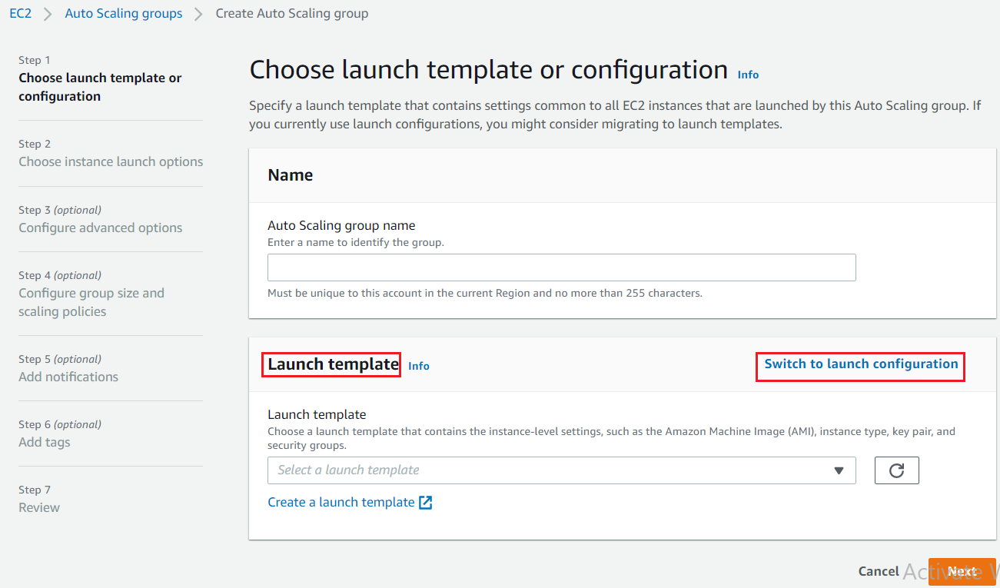 EC2 Auto Scaling groups Create Auto Scaling group
Step 1
Choose launch template or
configuration
Step 2
Choose instance launch options
Step 3 (optional)
Configure advanced options
Step 4 (optional)
Configure group size and
scaling policies
Step 5 (optional)
Add notifications
Step 6 (optional)
Add tags
Step 7
Review
Choose launch template or configuration Info
Specify a launch template that contains settings common to all EC2 instances that are launched by this Auto Scaling group. If
you currently use launch configurations, you might consider migrating to launch templates.
Name
Auto Scaling group name
Enter a name to identify the group.
Must be unique to this account in the current Region and no more than 255 characters.
Launch template Info
Switch to launch configuration
Launch template
Choose a launch template that contains the instance-level settings, such as the Amazon Machine Image (AMI), instance type, key pair, and
security groups.
Select a launch template
Create a launch template
Cancel
Next
Activate W